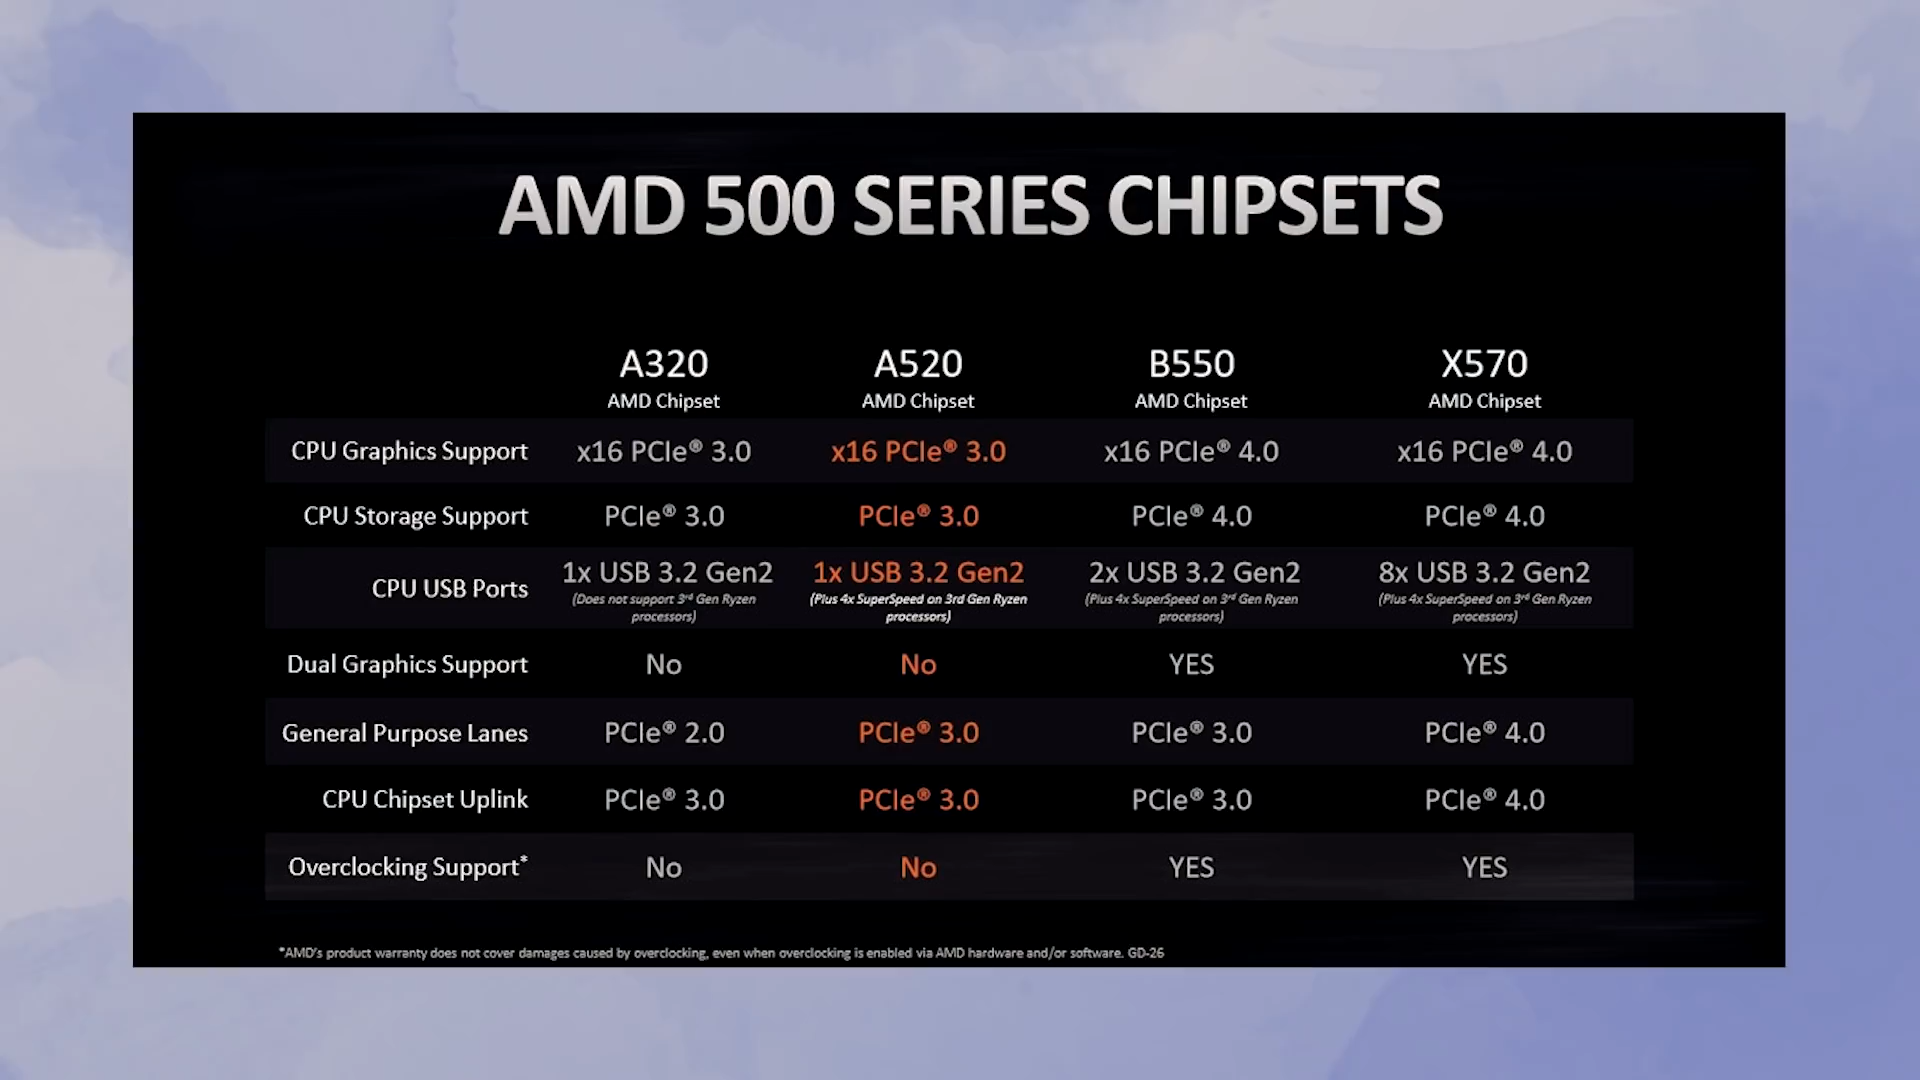 AMD 500 SERIES CHIPSETS
A320 A520 B550 X570
AMD Chipset AMD Chipset AMD Chipset AMD Chipset
CPU Graphics Support x16 PCIe® 3.0 x16 PCIe® 3.0 x16 PCIe® 4.0 x16 PCIe® 4.0
CPU Storage Support PCIe® 3.0 PCIe® 3.0 PCIe® 4.0 PCIe® 4.0
CPU USB Ports 1x USB 3.2 Gen2 1x USB 3.2 Gen2 2x USB 3.2 Gen2 8x USB 3.2 Gen2
(Does not support 3rd Gen Ryzen (Plus 4x SuperSpeed on 3rd Gen Ryzen (Plus 4x SuperSpeed on 3rd Gen Ryzen (Plus 4x SuperSpeed on 3rd Gen Ryzen
processors) processors) processors) processors)
Dual Graphics Support No No YES YES
General Purpose Lanes PCIe® 2.0 PCIe® 3.0 PCIe® 3.0 PCIe® 4.0
CPU Chipset Uplink PCIe® 3.0 PCIe® 3.0 PCIe® 3.0 PCIe® 4.0
Overclocking Support* No No YES YES
*AMD's product warranty does not cover damages caused by overclocking, even when overclocking is enabled via AMD hardware and/or software. GD-26